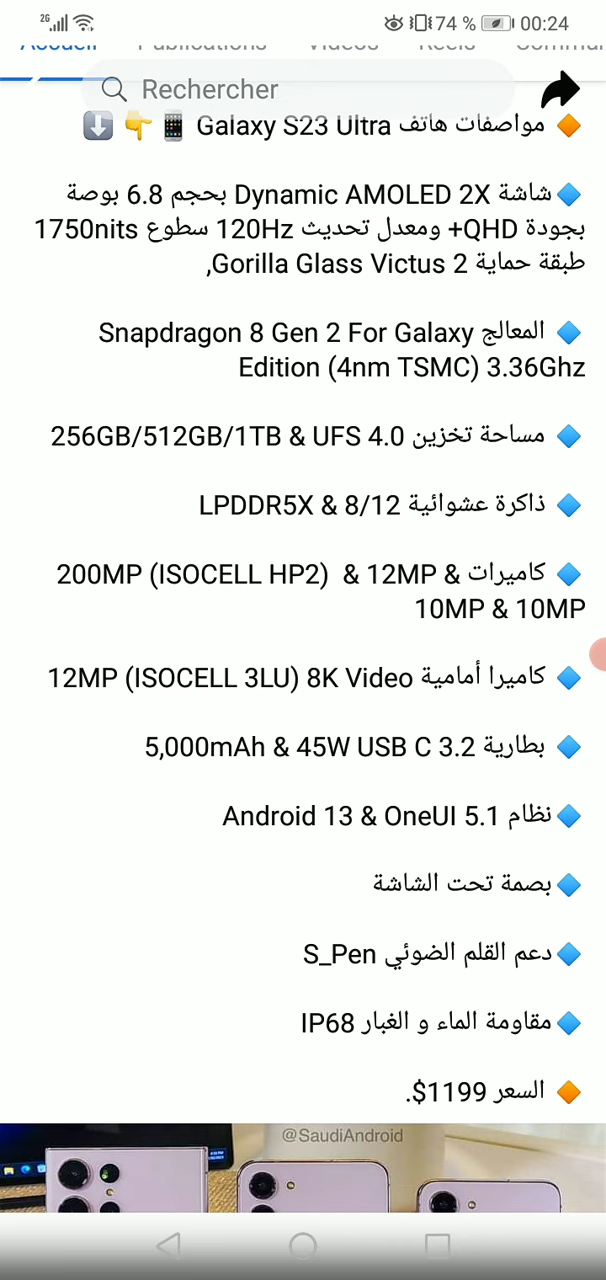 2G 74 % 00:24
Accueil Publications Vidéos Reels
Rechercher
🔶 مواصفات هاتف Galaxy S23 Ultra 📱 👇 ⬇️
🔷شاشة Dynamic AMOLED 2X بحجم 6.8 بوصة
بجودة QHD+ ومعدل تحديث 120Hz سطوع 1750nits
طبقة حماية Gorilla Glass Victus 2,
🔷 المعالج Snapdragon 8 Gen 2 For Galaxy
Edition (4nm TSMC) 3.36Ghz
🔷 مساحة تخزين 256GB/512GB/1TB & UFS 4.0
🔷 ذاكرة عشوائية LPDDR5X & 8/12
🔷 كاميرات 200MP (ISOCELL HP2) & 12MP &
10MP & 10MP
🔷 كاميرا أمامية 12MP (ISOCELL 3LU) 8K Video
🔷 بطارية 5,000mAh & 45W USB C 3.2
🔷نظام Android 13 & OneUI 5.1
🔷بصمة تحت الشاشة
🔷دعم القلم الضوئي S_Pen
🔷مقاومة الماء و الغبار IP68
🔶 السعر 1199$.
@SaudiAndroid